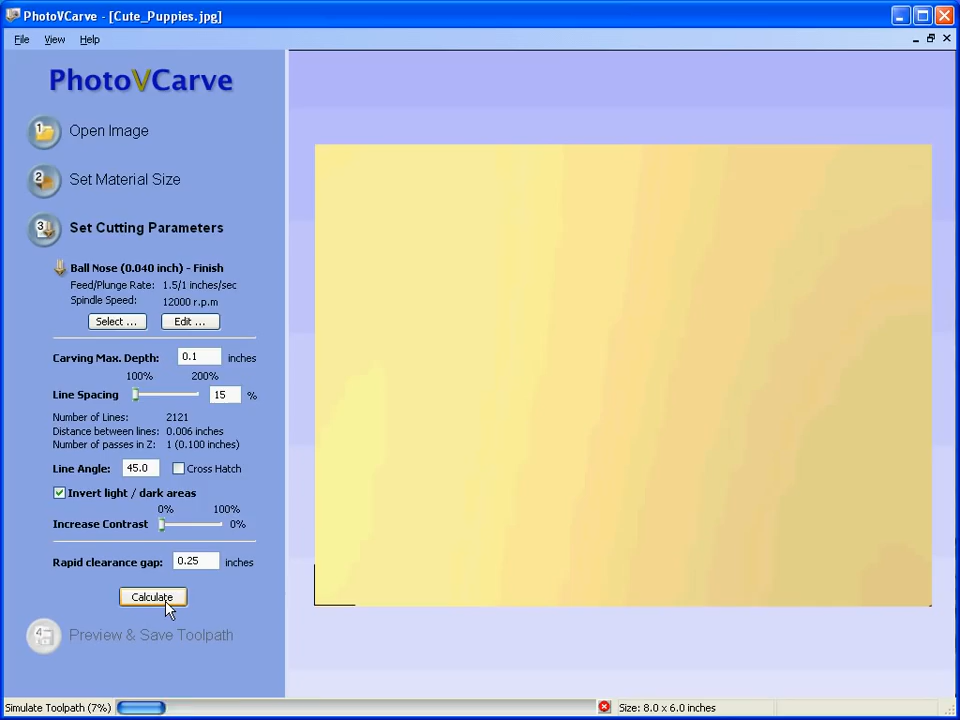 PhotoVCarve - [Cute_Puppies.jpg]
File View Help
PhotoVCarve
1 Open Image
2 Set Material Size
3 Set Cutting Parameters
Ball Nose (0.040 inch) - Finish
Feed/Plunge Rate: 1.5/1 inches/sec
Spindle Speed: 12000 r.p.m
Select ... Edit ...
Carving Max. Depth: 0.1 inches
100% 200%
Line Spacing 15 %
Number of Lines: 2121
Distance between lines: 0.006 inches
Number of passes in Z: 1 (0.100 inches)
Line Angle: 45.0 Cross Hatch
Invert light / dark areas
0% 100%
Increase Contrast 0%
Rapid clearance gap: 0.25 inches
Calculate
4 Preview & Save Toolpath
Simulate Toolpath (7%) Size: 8.0 x 6.0 inches